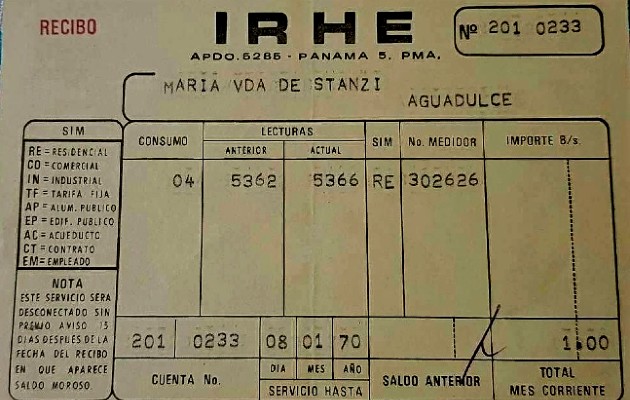 RECIBO
IRHE
Nº 201 0233
APDO.5285 - PANAMA 5, PMA.
MARIA VDA DE STANZI
AGUADULCE
SIM
RE = RESIDENCIAL
CO = COMERCIAL
IN = INDUSTRIAL
TF = TARIFA FIJA
AP = ALUM. PUBLICO
EP = EDIF. PUBLICO
AC = ACUEDUCTO
CT = CONTRATO
EM = EMPLEADO
CONSUMO
LECTURAS
ANTERIOR
ACTUAL
SIM
No. MEDIDOR
IMPORTE B/s.
04 5362 5366 RE 302626
NOTA
ESTE SERVICIO SERA
DESCONECTADO SIN
PREVIO AVISO 15
DIAS DESPUES DE LA
FECHA DEL RECIBO
EN QUE APARECE
SALDO MOROSO.
201 0233 08 01 70 1.00
CUENTA No.
DIA MES AÑO
SERVICIO HASTA
SALDO ANTERIOR
TOTAL
MES CORRIENTE